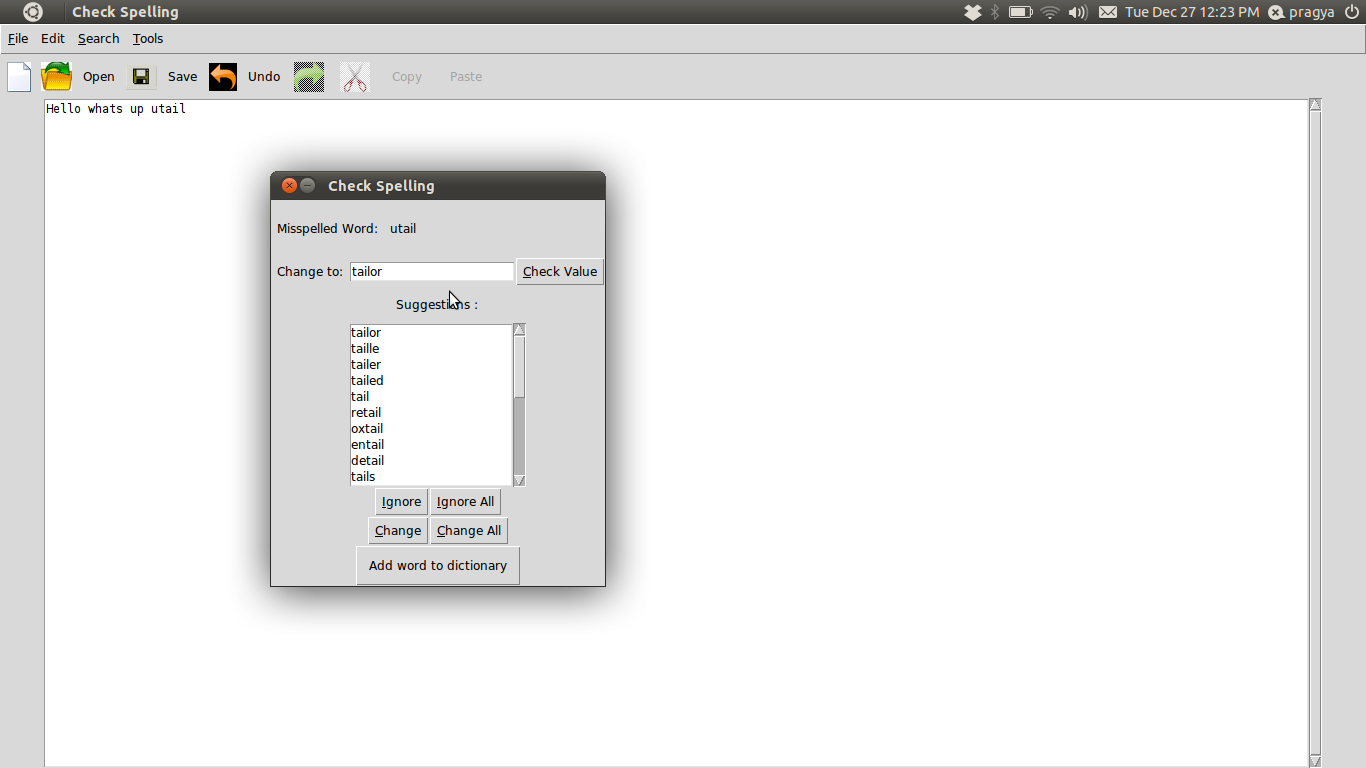 Check Spelling Tue Dec 27 12:23 PM pragya
File Edit Search Tools
Open Save Undo Copy Paste
Hello whats up utail
Check Spelling
Misspelled Word: utail
Change to: tailor Check Value
Suggestions :
tailor
taille
tailer
tailed
tail
retail
oxtail
entail
detail
tails
Ignore Ignore All
Change Change All
Add word to dictionary